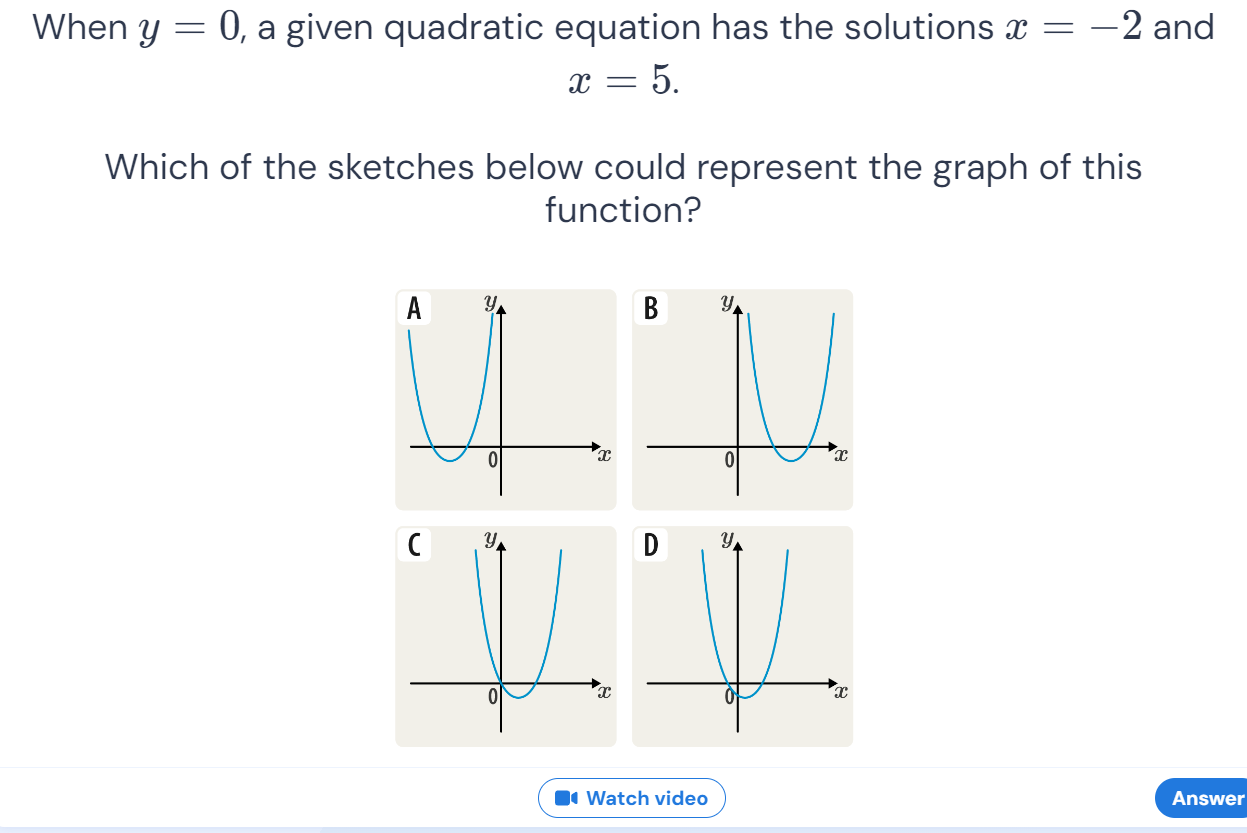 When y = 0, a given quadratic equation has the solutions x = −2 and
x = 5.
Which of the sketches below could represent the graph of this
function?
A
y
0
x
B
y
0
x
C
y
0
x
D
y
0
x
Watch video
Answer